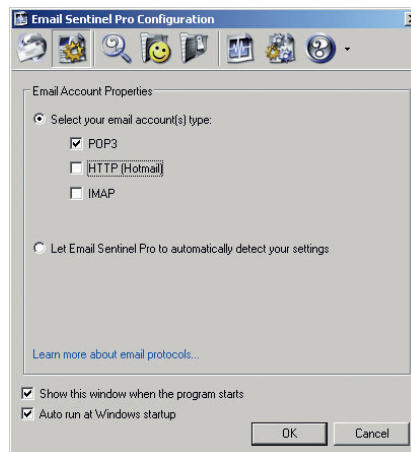 Email Sentinel Pro Configuration
Email Account Properties
Select your email account(s) type:
POP3
HTTP (Hotmail)
IMAP
Let Email Sentinel Pro to automatically detect your settings
Learn more about email protocols...
Show this window when the program starts
Auto run at Windows startup
OK Cancel